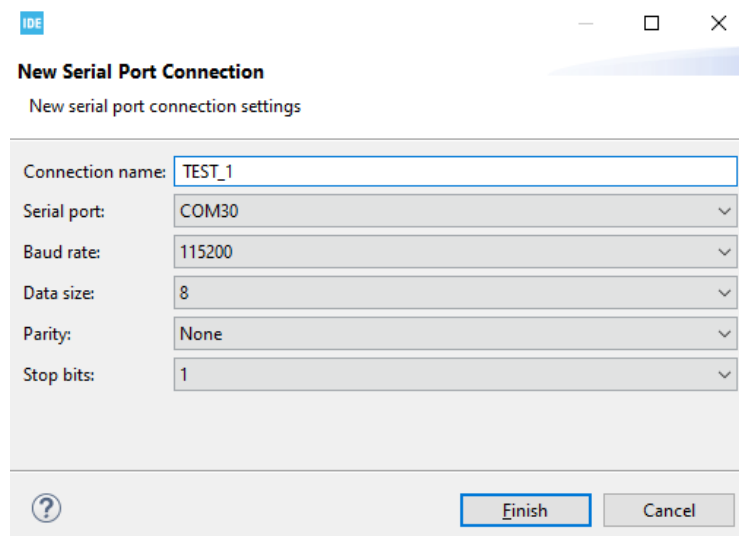 IDE
New Serial Port Connection
New serial port connection settings
Connection name: TEST_1
Serial port: COM30
Baud rate: 115200
Data size: 8
Parity: None
Stop bits: 1
? Finish Cancel